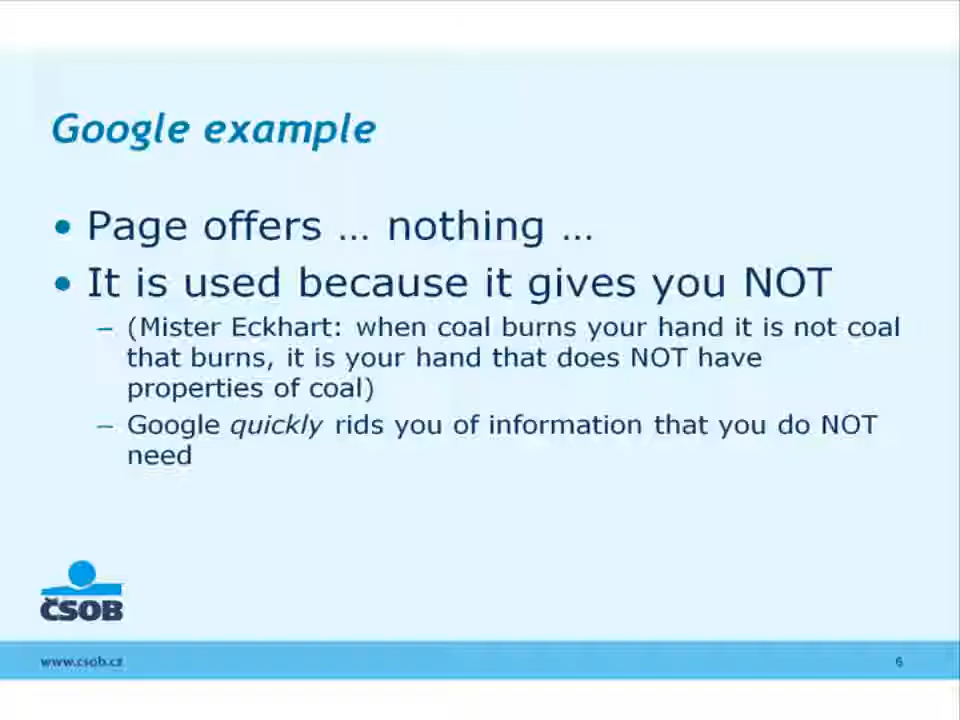 Google example
• Page offers … nothing …
• It is used because it gives you NOT
– (Mister Eckhart: when coal burns your hand it is not coal
that burns, it is your hand that does NOT have
properties of coal)
– Google quickly rids you of information that you do NOT
need
ČSOB
www.csob.cz
6